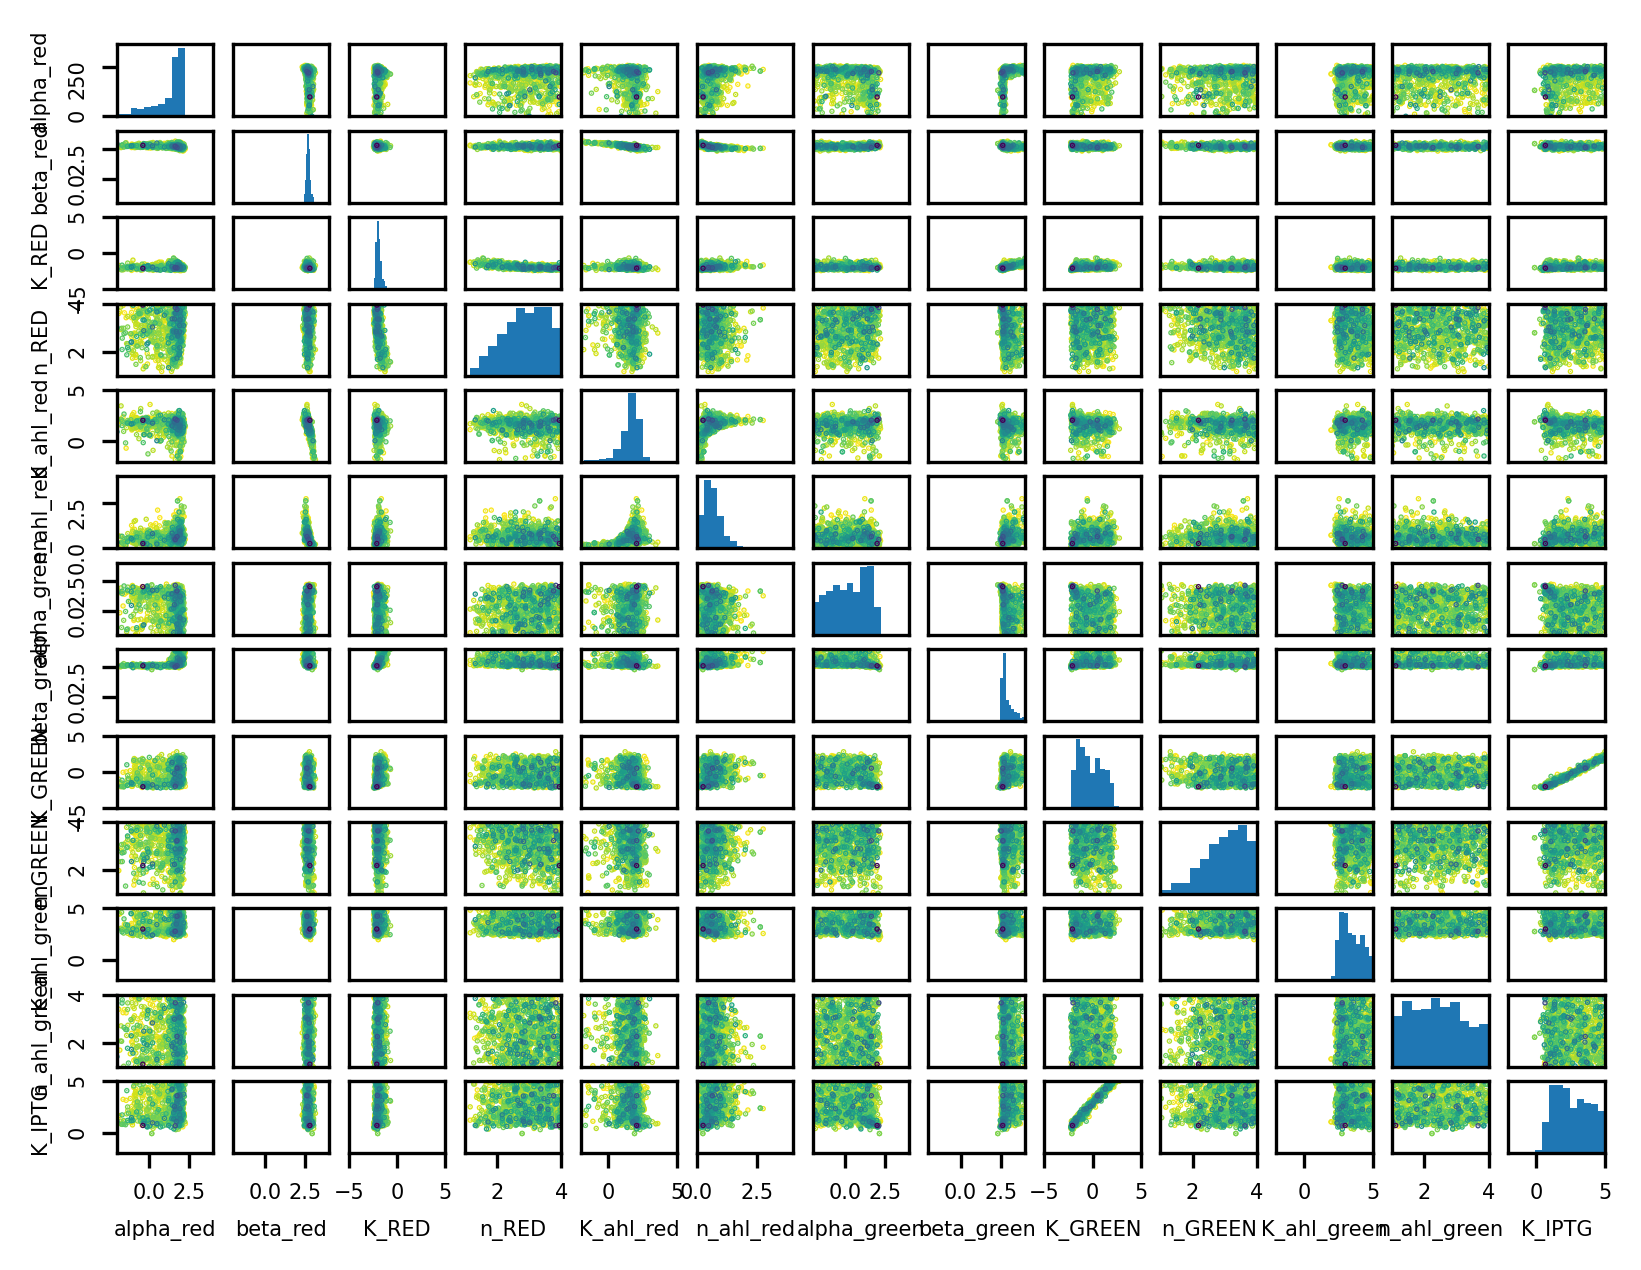 alpha_red
0 250
beta_red
0.0 2.5
K_RED
5
0
n_RED
4
2
K_ahl_red
5
0
n_ahl_red
2.5
0.0
alpha_green
5.0
0.0 2.5
beta_green
0.0 2.5
K_GREEN
5
0
n_GREEN
4
2
K_ahl_green
5
0
n_ahl_green
4
2
K_IPTG
5
0
0.0 2.5 0.0 2.5 −5 0 5 2 4 0 5 0.0 2.5 0.0 2.5 0.0 2.5 −5 0 5 2 4 0 5 2 4 0 5
alpha_red beta_red K_RED n_RED K_ahl_red n_ahl_red alpha_green beta_green K_GREEN n_GREEN K_ahl_green n_ahl_green K_IPTG